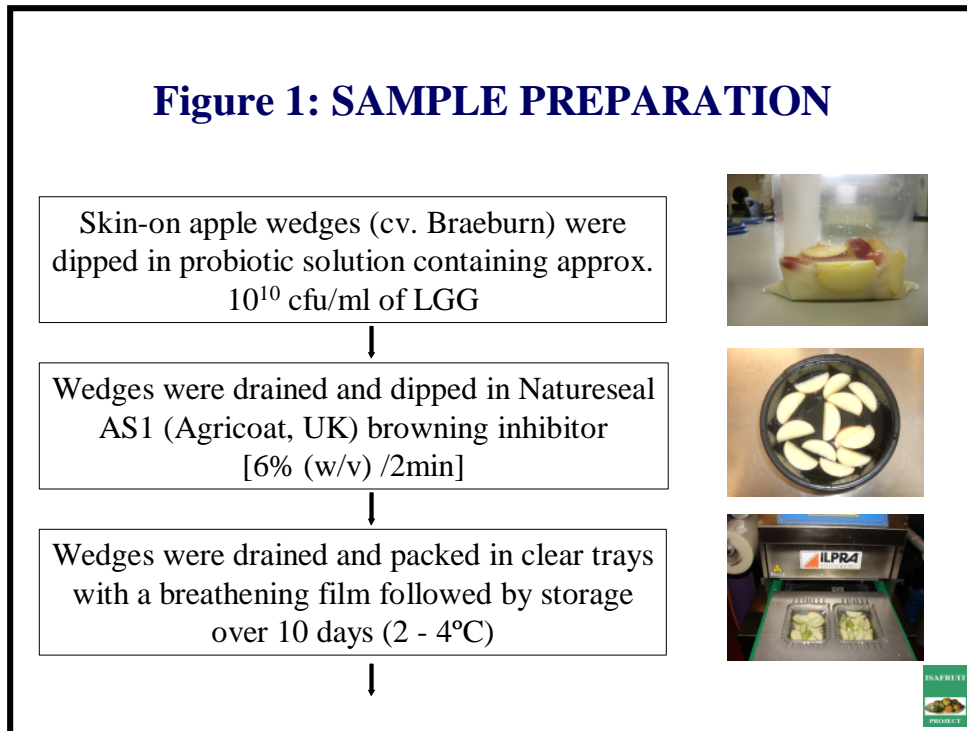 Figure 1: SAMPLE PREPARATION
Skin-on apple wedges (cv. Braeburn) were
dipped in probiotic solution containing approx.
10¹⁰ cfu/ml of LGG
Wedges were drained and dipped in Natureseal
AS1 (Agricoat, UK) browning inhibitor
[6% (w/v) /2min]
Wedges were drained and packed in clear trays
with a breathening film followed by storage
over 10 days (2 - 4ºC)
ILPRA
ISAFRUIT
PROJECT